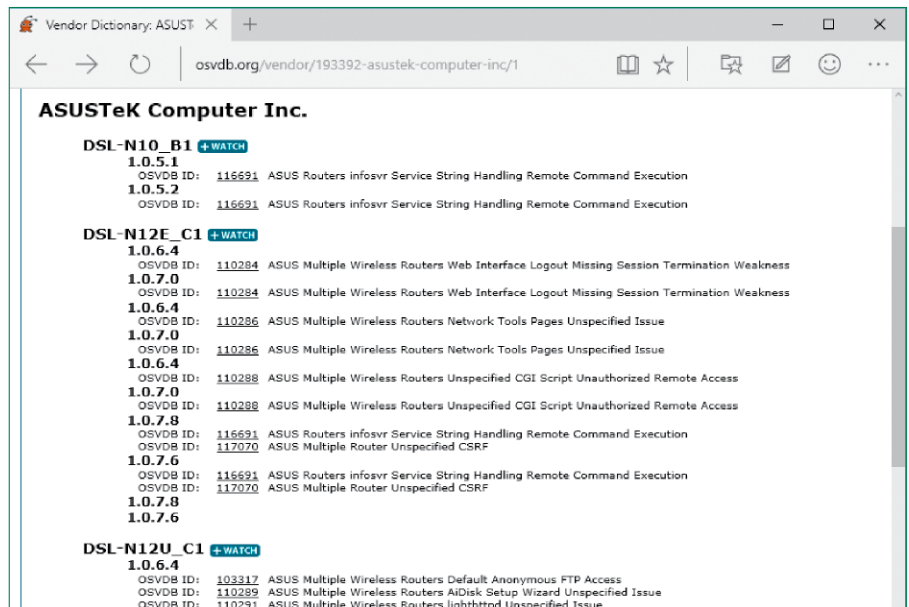 Vendor Dictionary: ASUST
osvdb.org/vendor/193392-asustek-computer-inc/1
ASUSTeK Computer Inc.
DSL-N10_B1 +WATCH
1.0.5.1
OSVDB ID: 116691 ASUS Routers infosvr Service String Handling Remote Command Execution
1.0.5.2
OSVDB ID: 116691 ASUS Routers infosvr Service String Handling Remote Command Execution
DSL-N12E_C1 +WATCH
1.0.6.4
OSVDB ID: 110284 ASUS Multiple Wireless Routers Web Interface Logout Missing Session Termination Weakness
1.0.7.0
OSVDB ID: 110284 ASUS Multiple Wireless Routers Web Interface Logout Missing Session Termination Weakness
1.0.6.4
OSVDB ID: 110286 ASUS Multiple Wireless Routers Network Tools Pages Unspecified Issue
1.0.7.0
OSVDB ID: 110286 ASUS Multiple Wireless Routers Network Tools Pages Unspecified Issue
1.0.6.4
OSVDB ID: 110288 ASUS Multiple Wireless Routers Unspecified CGI Script Unauthorized Remote Access
1.0.7.0
OSVDB ID: 110288 ASUS Multiple Wireless Routers Unspecified CGI Script Unauthorized Remote Access
1.0.7.8
OSVDB ID: 116691 ASUS Routers infosvr Service String Handling Remote Command Execution
OSVDB ID: 117070 ASUS Multiple Router Unspecified CSRF
1.0.7.6
OSVDB ID: 116691 ASUS Routers infosvr Service String Handling Remote Command Execution
OSVDB ID: 117070 ASUS Multiple Router Unspecified CSRF
1.0.7.8
1.0.7.6
DSL-N12U_C1 +WATCH
1.0.6.4
OSVDB ID: 103317 ASUS Multiple Wireless Routers Default Anonymous FTP Access
OSVDB ID: 110289 ASUS Multiple Wireless Routers AiDisk Setup Wizard Unspecified Issue
OSVDB ID: 110291 ASUS Multiple Wireless Routers lighthttpd Unspecified Issue